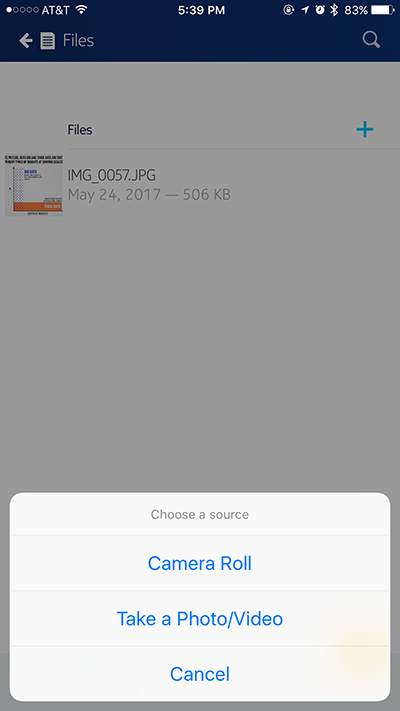 AT&T 5:39 PM 83%
Files
Files
IMG_0057.JPG
May 24, 2017 — 506 KB
Choose a source
Camera Roll
Take a Photo/Video
Cancel